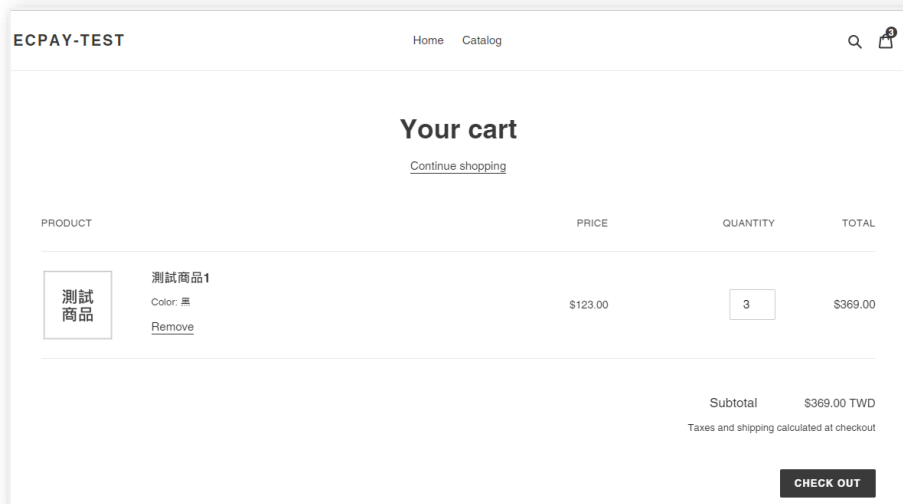 ECPAY-TEST
Home Catalog
3
Your cart
Continue shopping
PRODUCT PRICE QUANTITY TOTAL
測試
商品
測試商品1
Color: 黑
Remove
$123.00 3 $369.00
Subtotal $369.00 TWD
Taxes and shipping calculated at checkout
CHECK OUT